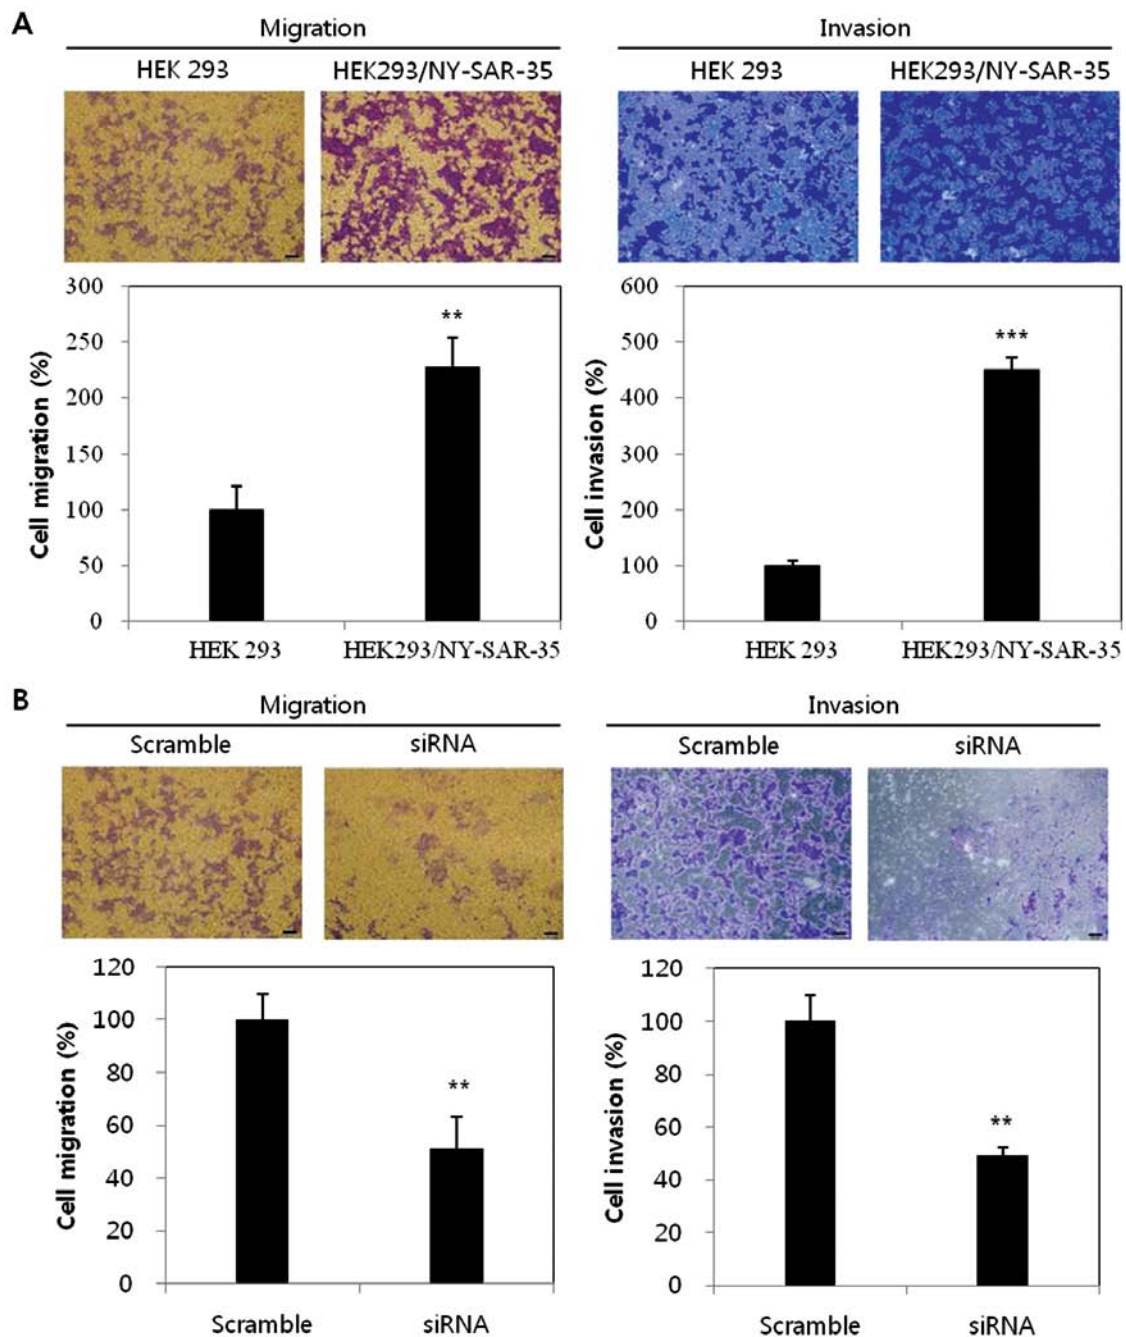 A
Migration
Invasion
HEK 293
HEK293/NY-SAR-35
HEK 293
HEK293/NY-SAR-35
Cell migration (%)
300
250
200
150
100
50
0
**
HEK 293
HEK293/NY-SAR-35
Cell invasion (%)
600
500
400
300
200
100
0
***
HEK 293
HEK293/NY-SAR-35
B
Migration
Invasion
Scramble
siRNA
Scramble
siRNA
Cell migration (%)
120
100
80
60
40
20
0
**
Scramble
siRNA
Cell invasion (%)
120
100
80
60
40
20
0
**
Scramble
siRNA